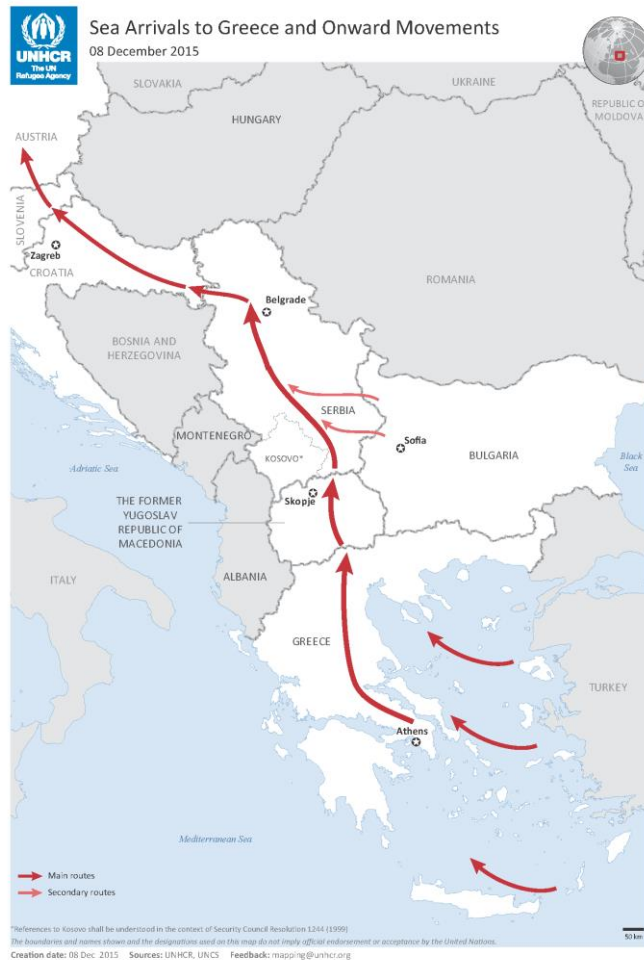 UNHCR
The UN
Refugee Agency
Sea Arrivals to Greece and Onward Movements
08 December 2015
SLOVAKIA
UKRAINE
REPUBLIC O
MOLDOVA
HUNGARY
AUSTRIA
SLOVENIA
Zagreb
CROATIA
ROMANIA
Belgrade
BOSNIA AND
HERZEGOVINA
SERBIA
MONTENEGRO
Sofia
KOSOVO*
BULGARIA
Adriatic Sea
Black
Sea
Skopje
THE FORMER
YUGOSLAV
REPUBLIC OF
MACEDONIA
ITALY
ALBANIA
GREECE
TURKEY
Athens
Mediterranean Sea
Main routes
Secondary routes
*References to Kosovo shall be understood in the context of Security Council Resolution 1244 (1999)
The boundaries and names shown and the designations used on this map do not imply official endorsement or acceptance by the United Nations.
50 km
Creation date: 08 Dec 2015 Sources: UNHCR, UNCS Feedback: mapping@unhcr.org